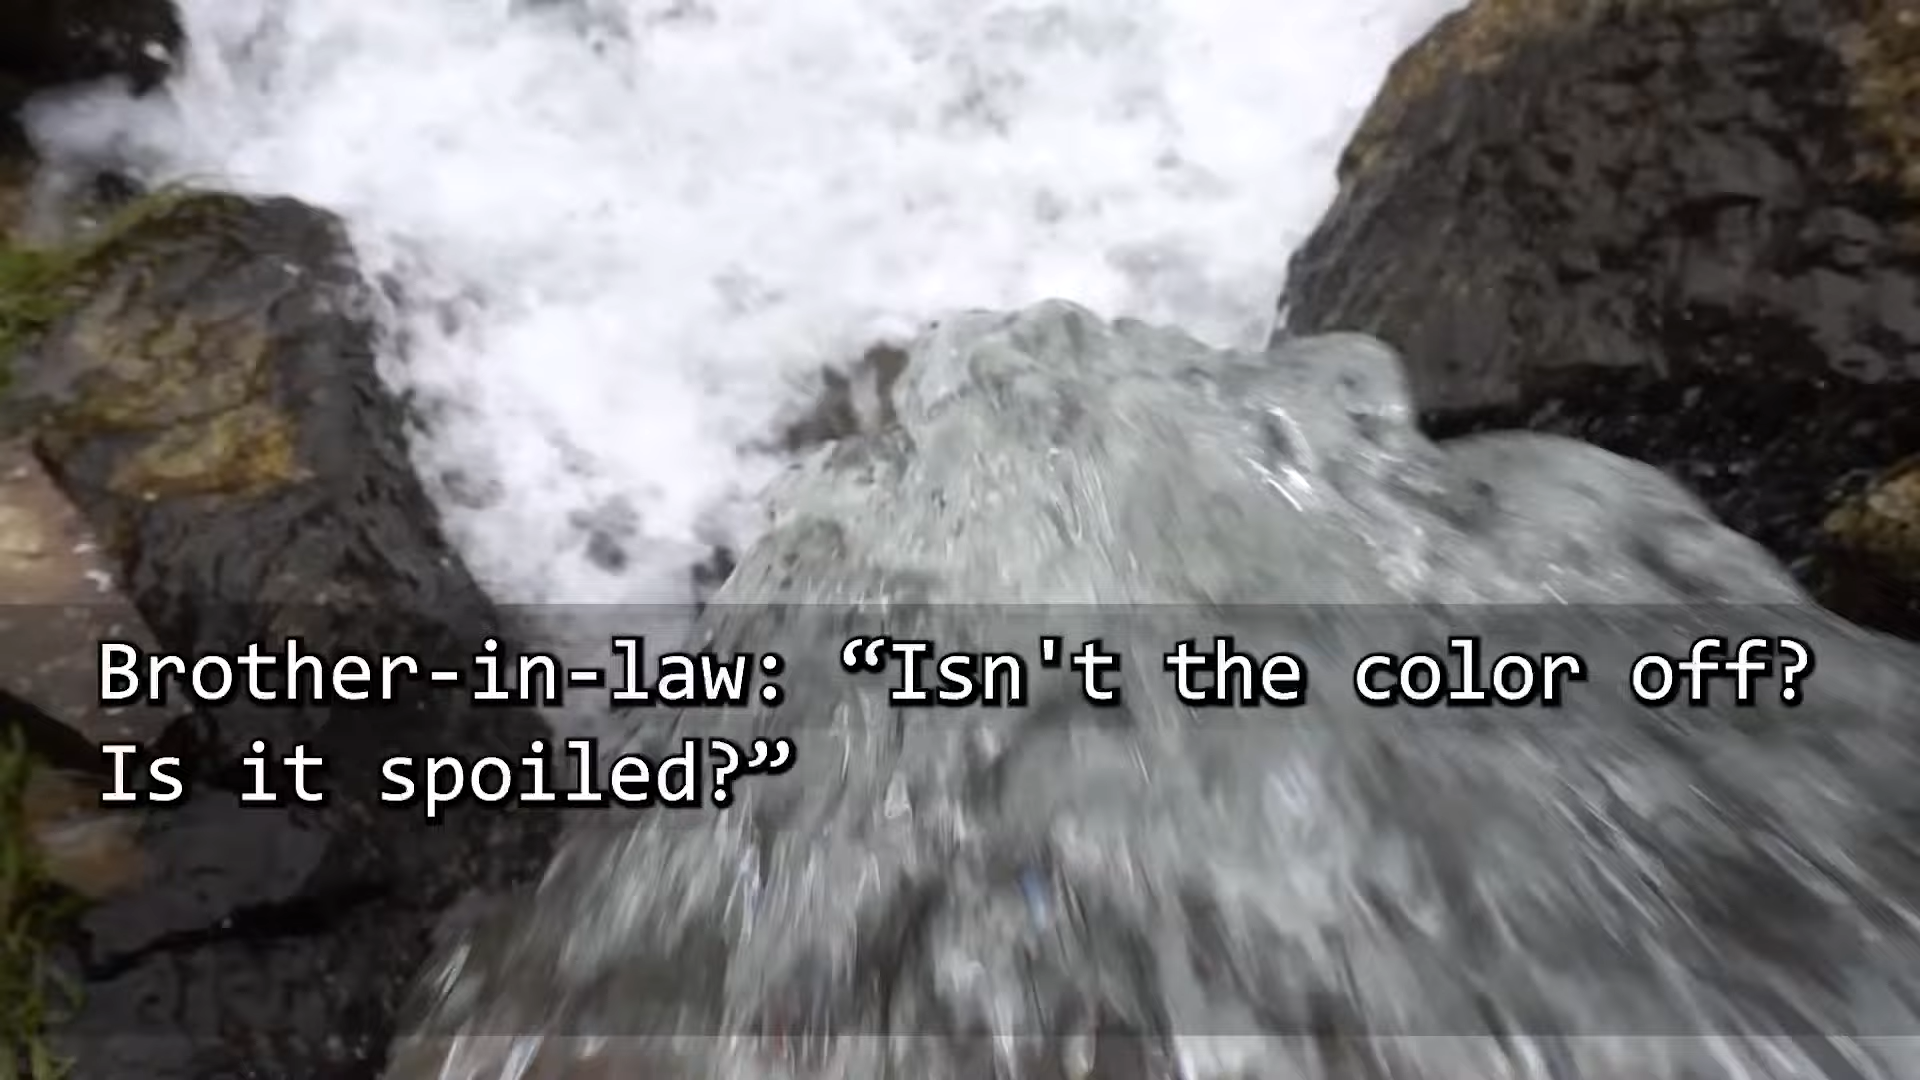 Brother-in-law: “Isn't the color off?
Is it spoiled?”